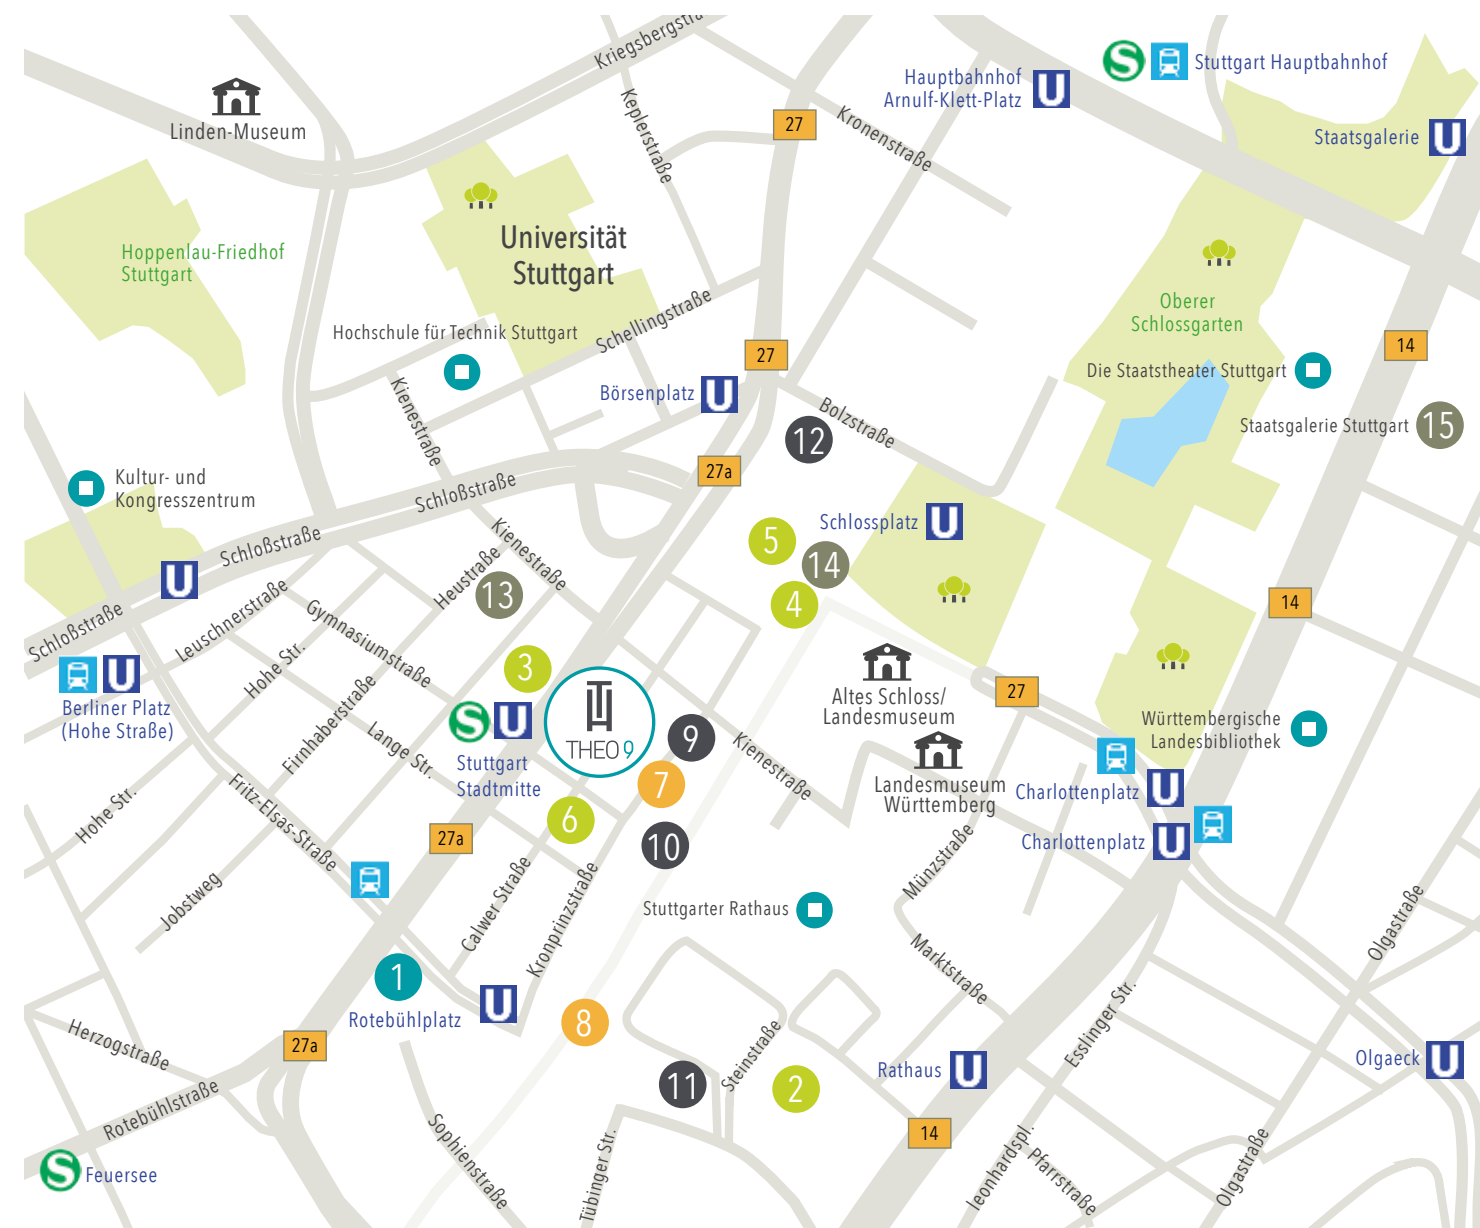 Kriegsbergstra
S
Stuttgart Hauptbahnhof
Hauptbahnhof
Arnulf-Klett-Platz
U
Linden-Museum
Keplerstraße
27
Kronenstraße
Staatsgalerie
U
Universität
Stuttgart
Hoppenlau-Friedhof
Stuttgart
Oberer
Schlossgarten
Schellingstraße
Hochschule für Technik Stuttgart
27
14
Kienestraße
Börsenplatz
U
Die Staatstheater Stuttgart
Bolzstraße
12
Staatsgalerie Stuttgart
15
27a
Kultur- und
Kongresszentrum
Schloßstraße
Schloßstraße
Kienestraße
Schlossplatz
U
5
14
4
U
Heustraße
13
14
Schloßstraße
Leuschnerstraße
Gymnasiumstraße
Hohe Str.
3
U
Berliner Platz
(Hohe Straße)
Altes Schloss/
Landesmuseum
27
Württembergische
Landesbibliothek
Firnhaberstraße
Lange Str.
S
U
Stuttgart
Stadtmitte
THEO 9
9
7
Kienestraße
Landesmuseum
Württemberg
Charlottenplatz
U
Charlottenplatz
U
Hohe Str.
Fritz-Elsas-Straße
27a
6
10
Münzstraße
Jobstweg
Calwer Straße
Kronprinzstraße
Stuttgarter Rathaus
Olgastraße
Marktstraße
1
Rotebühlplatz
U
8
Esslinger Str.
Herzogstraße
27a
Steinstraße
11
2
Rathaus
U
Olgaeck
U
Rotebühlstraße
14
Sophienstraße
Tübinger Str.
leonhardspl.
Pfarrstraße
Olgastraße
S
Feuersee